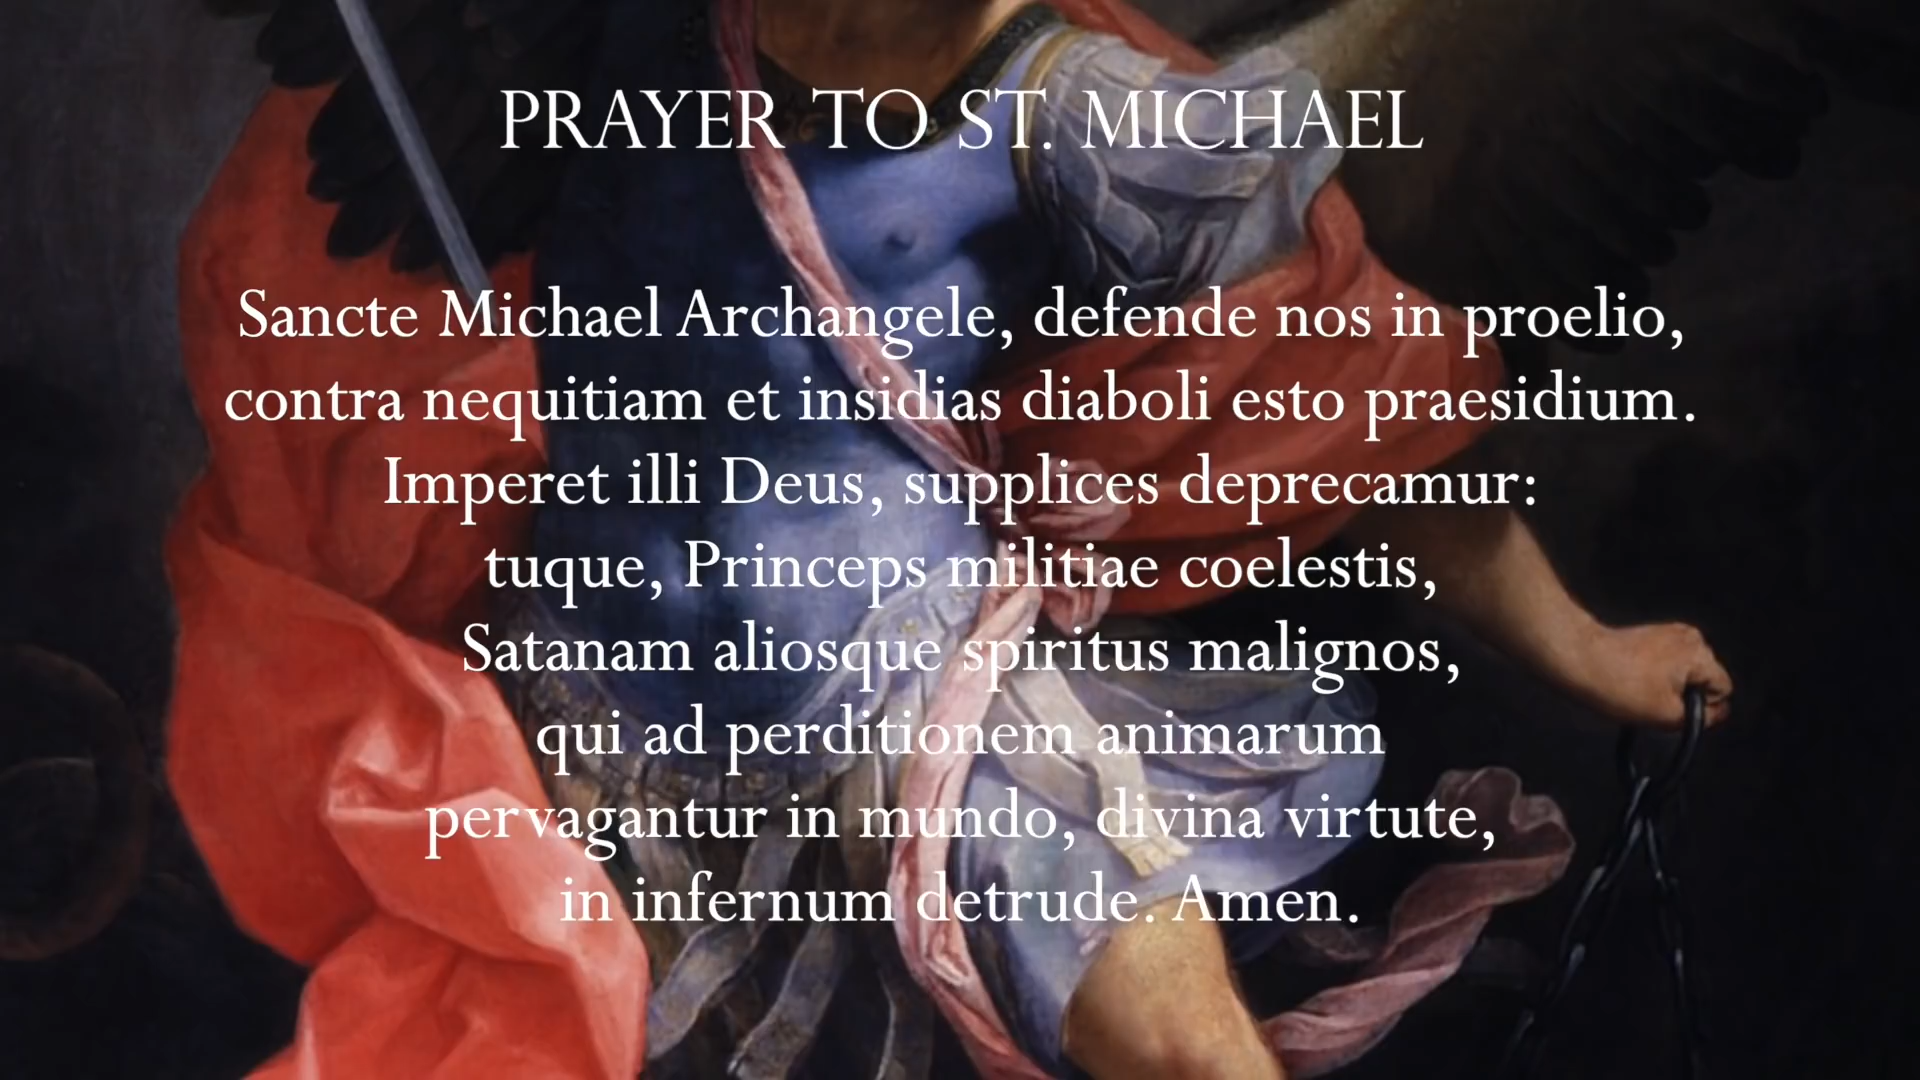 PRAYER TO ST. MICHAEL
Sancte Michael Archangele, defende nos in proelio,
contra nequitiam et insidias diaboli esto praesidium.
Imperet illi Deus, supplices deprecamur:
tuque, Princeps militiae coelestis,
Satanam aliosque spiritus malignos,
qui ad perditionem animarum
pervagantur in mundo, divina virtute,
in infernum detrude. Amen.